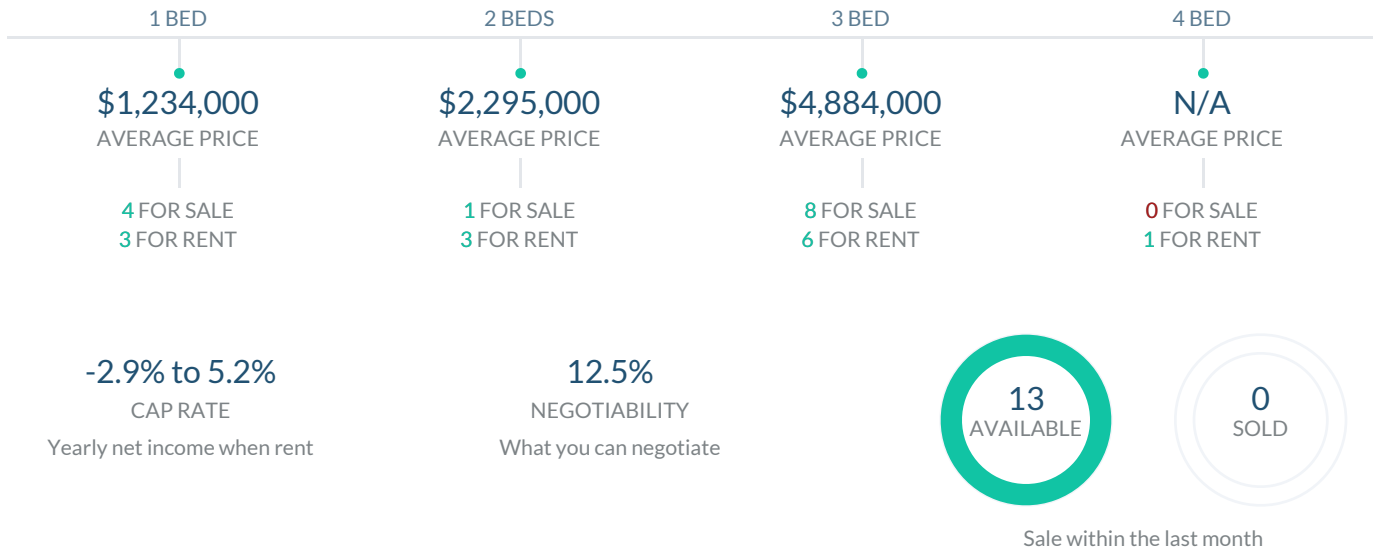 1 BED
2 BEDS
3 BED
4 BED
$1,234,000
AVERAGE PRICE
4 FOR SALE
3 FOR RENT
$2,295,000
AVERAGE PRICE
1 FOR SALE
3 FOR RENT
$4,884,000
AVERAGE PRICE
8 FOR SALE
6 FOR RENT
N/A
AVERAGE PRICE
0 FOR SALE
1 FOR RENT
-2.9% to 5.2%
CAP RATE
Yearly net income when rent
12.5%
NEGOTIABILITY
What you can negotiate
13
AVAILABLE
0
SOLD
Sale within the last month